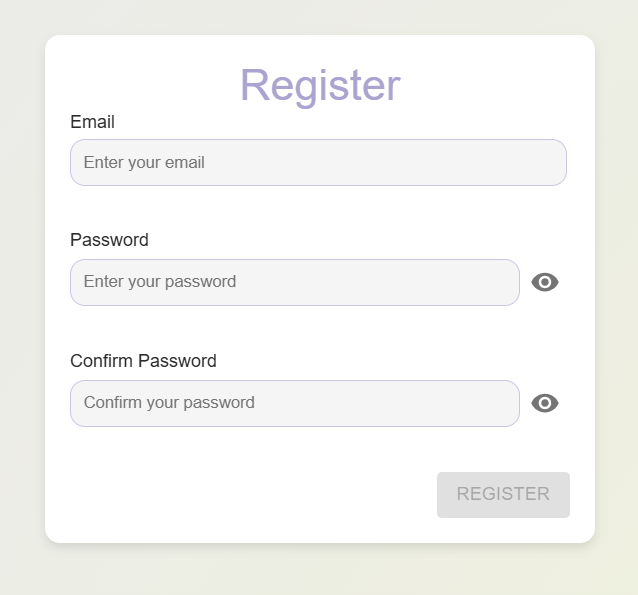 Register
Email
Enter your email
Password
Enter your password
Confirm Password
Confirm your password
REGISTER